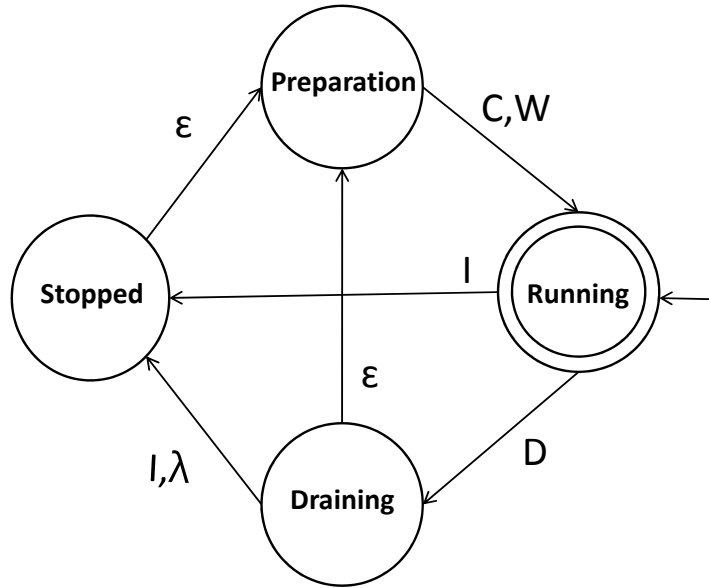 Preparation
C,W
ε
I
Stopped
Running
ε
I,λ
D
Draining